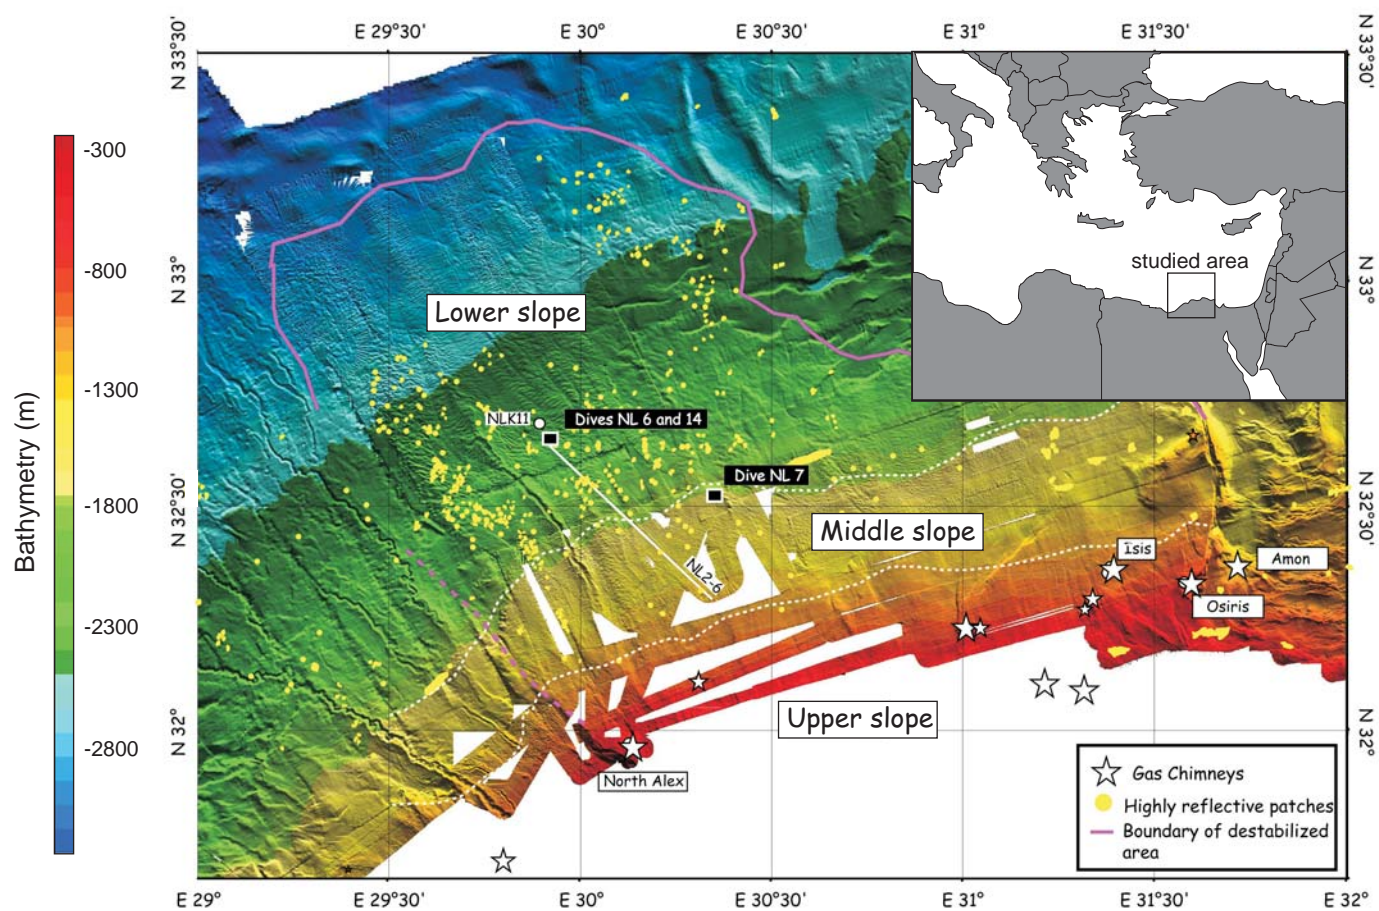 E 29°30'
E 30°
E 30°30'
E 31°
E 31°30'
N 33°30'
N 33°30'
-300
-800
-1300
-1800
-2300
-2800
Bathymetry (m)
N 33°
N 33°
N 32°30'
N 32°30'
N 32°
N 32°
studied area
Lower slope
NLK11
Dives NL 6 and 14
Dive NL 7
Middle slope
NL2-6
Isis
Amon
Osiris
Upper slope
North Alex
Gas Chimneys
Highly reflective patches
Boundary of destabilized
area
E 29°
E 29°30'
E 30°
E 30°30'
E 31°
E 31°30'
E 32°